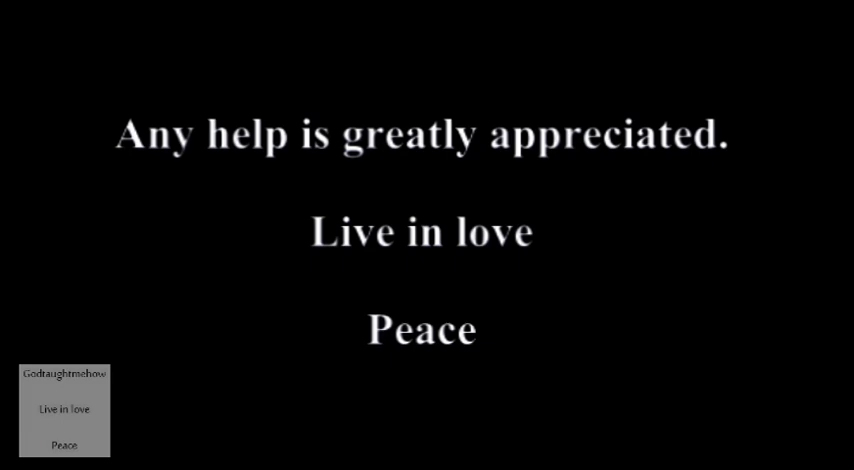 Any help is greatly appreciated.
Live in love
Peace
Godtaughtmehow
Live in love
Peace